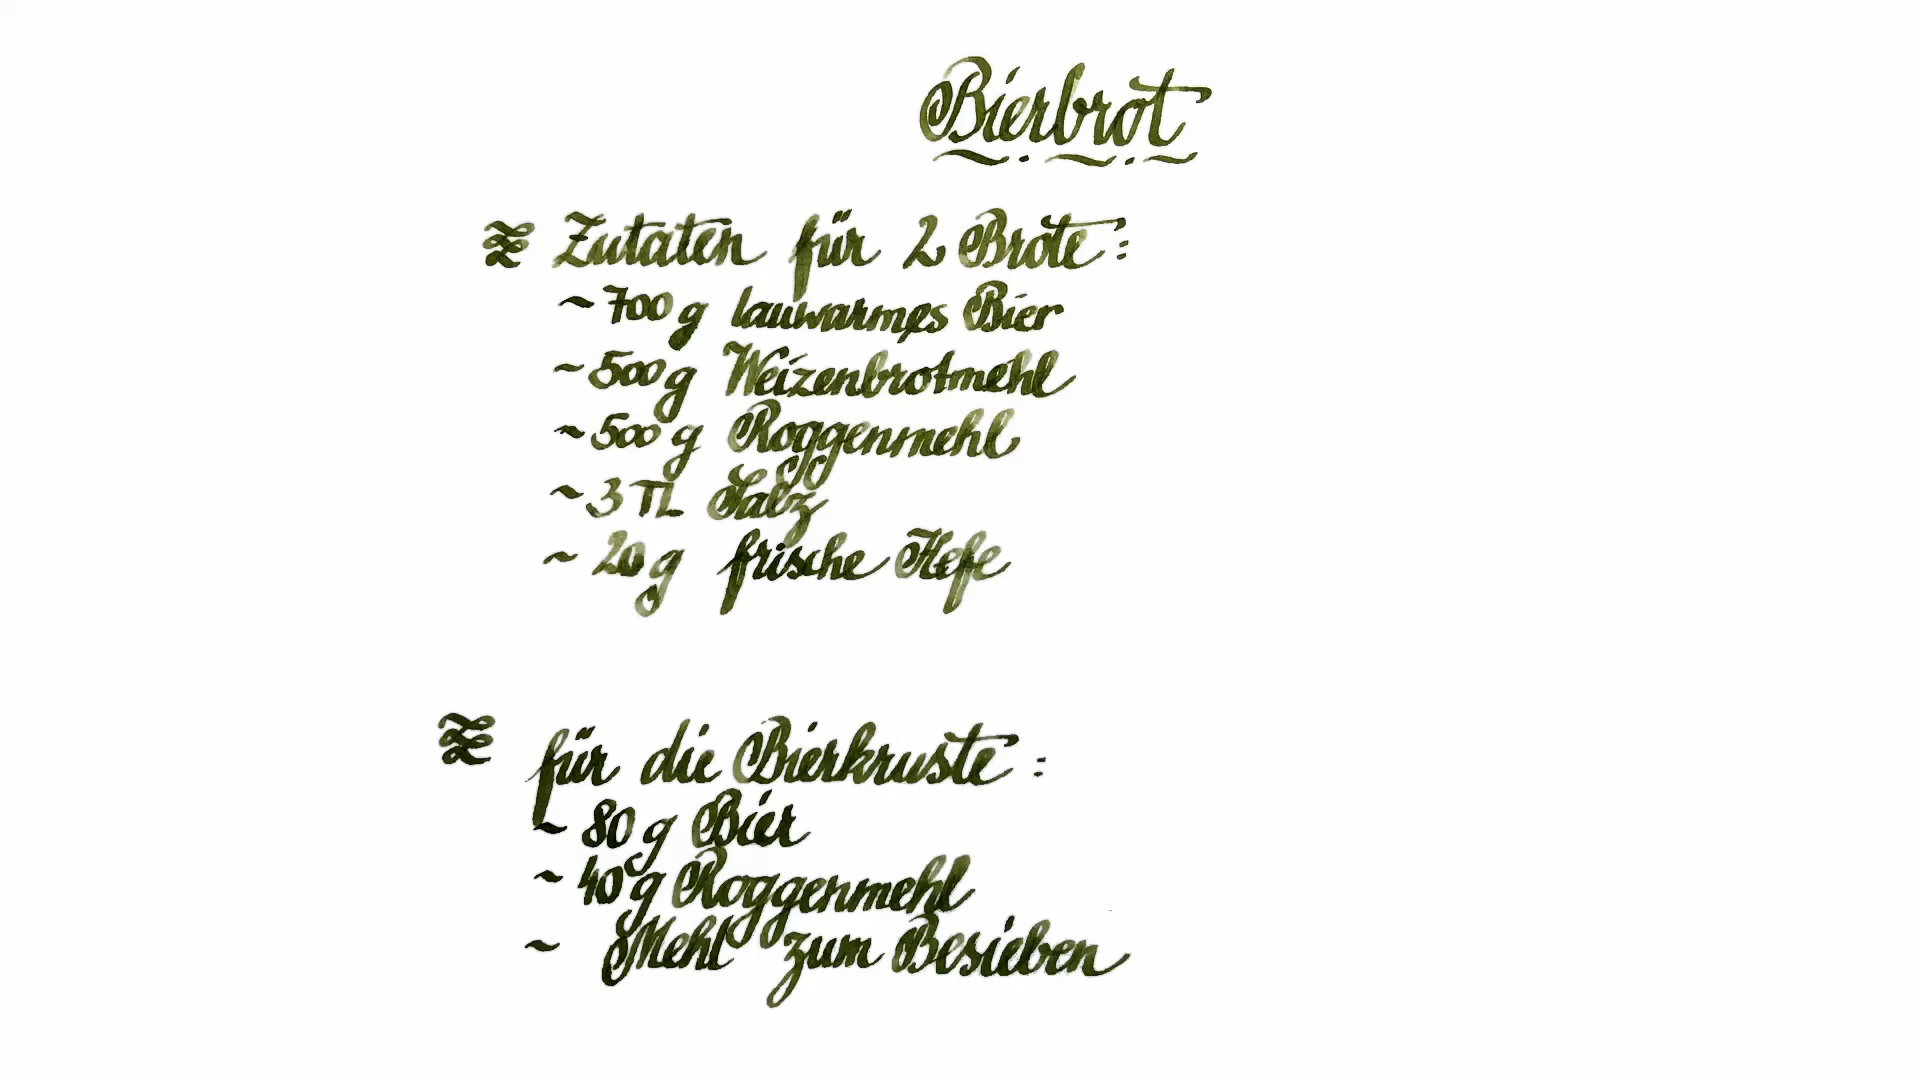 Bierbrot
Zutaten für 2 Brote:
~ 700 g lauwarmes Bier
~ 500 g Weizenbrotmehl
~ 500 g Roggenmehl
~ 3 TL Salz
~ 20 g frische Hefe
für die Bierkruste:
~ 80 g Bier
~ 40 g Roggenmehl
~ Mehl zum Besieben